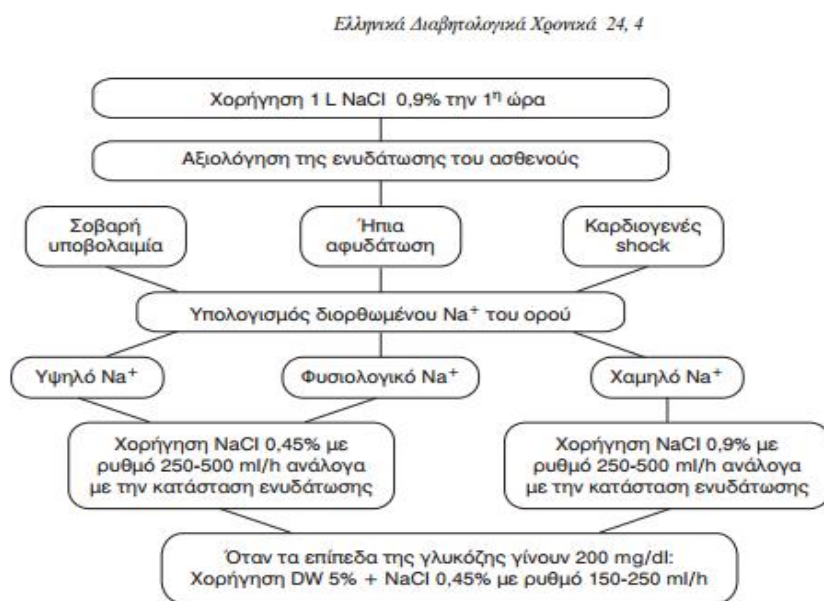 Ελληνικά Διαβητολογικά Χρονικά 24, 4
Χορήγηση 1 L NaCl 0,9% την 1η ώρα
Αξιολόγηση της ενυδάτωσης του ασθενούς
Σοβαρή
υποβολαιμία
Ήπια
αφυδάτωση
Καρδιογενές
shock
Υπολογισμός διορθωμένου Na+ του ορού
Υψηλό Na+
Φυσιολογικό Na+
Χαμηλό Na+
Χορήγηση NaCl 0,45% με
ρυθμό 250-500 ml/h ανάλογα
με την κατάσταση ενυδάτωσης
Χορήγηση NaCl 0,9% με
ρυθμό 250-500 ml/h ανάλογα
με την κατάσταση ενυδάτωσης
Όταν τα επίπεδα της γλυκόζης γίνουν 200 mg/dl:
Χορήγηση DW 5% + NaCl 0,45% με ρυθμό 150-250 ml/h